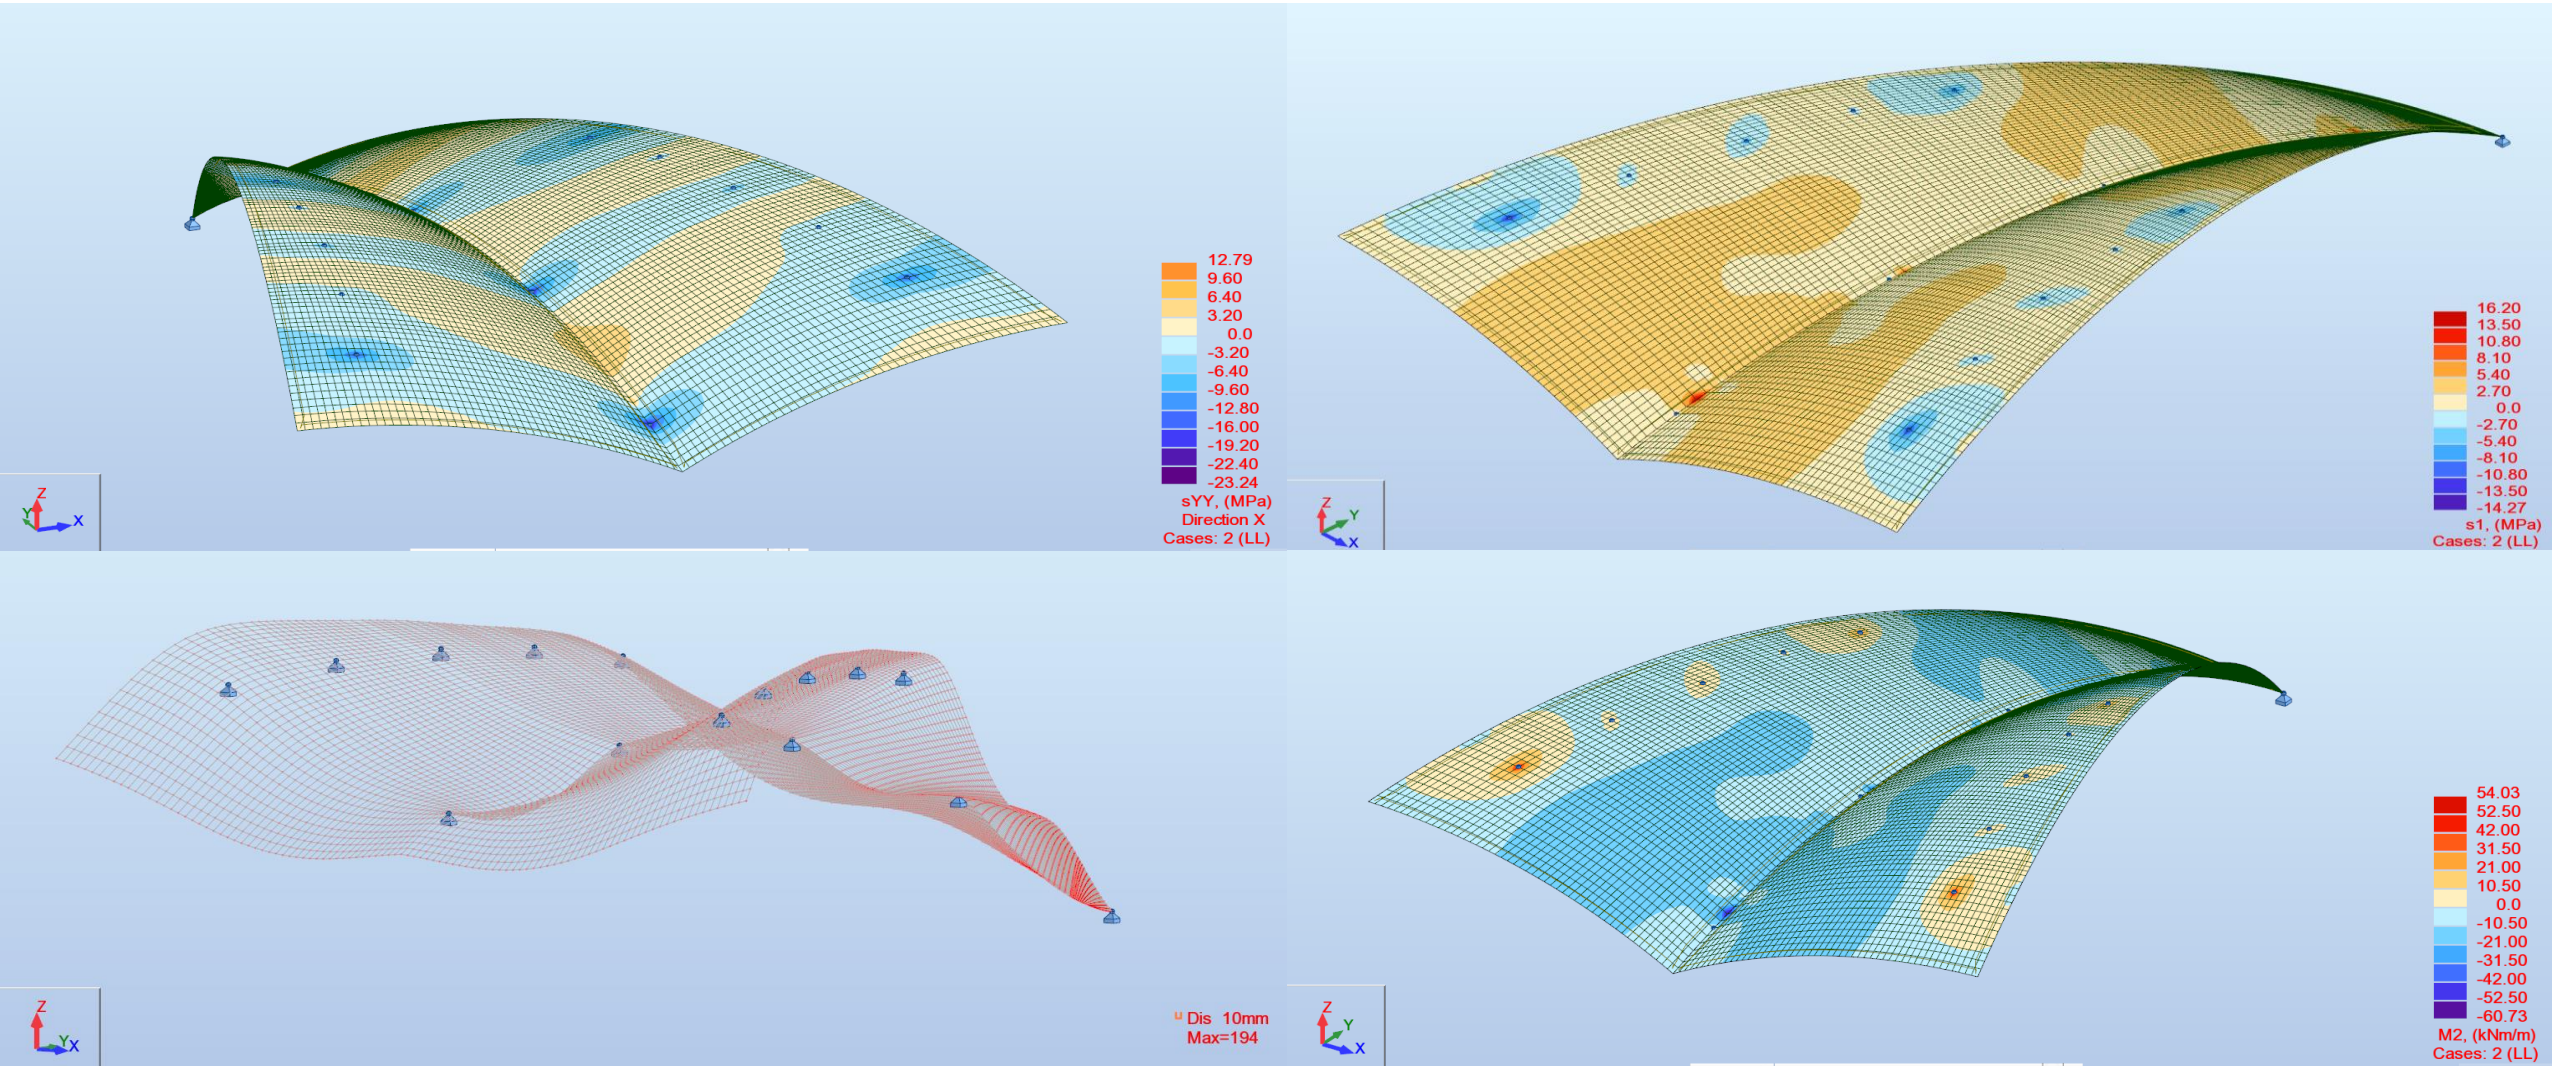 12.79
9.60
6.40
3.20
0.0
-3.20
-6.40
-9.60
-12.80
-16.00
-19.20
-22.40
-23.24
sYY, (MPa)
Direction X
Cases: 2 (LL)
Z
Y
X
16.20
13.50
10.80
8.10
5.40
2.70
0.0
-2.70
-5.40
-8.10
-10.80
-13.50
-14.27
s1, (MPa)
Cases: 2 (LL)
Z
Y
X
u Dis 10mm
Max=194
Z
Y
X
54.03
52.50
42.00
31.50
21.00
10.50
0.0
-10.50
-21.00
-31.50
-42.00
-52.50
-60.73
M2, (kNm/m)
Cases: 2 (LL)
Z
Y
X